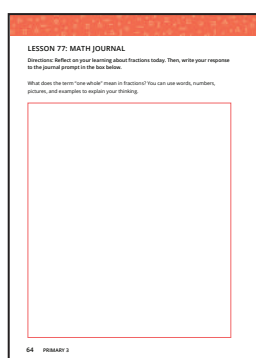 LESSON 77: MATH JOURNAL
Directions: Reflect on your learning about fractions today. Then, write your response
to the journal prompt in the box below.
What does the term "one whole" mean in fractions? You can use words, numbers,
pictures, and examples to explain your thinking.
64 PRIMARY 3